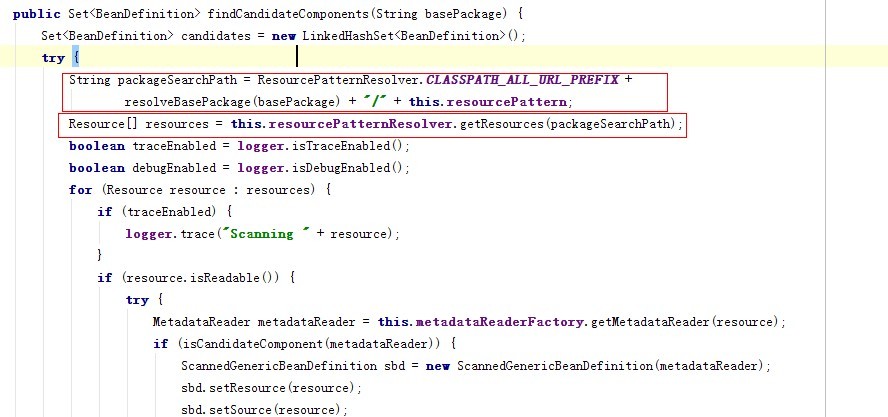 public Set<BeanDefinition> findCandidateComponents(String basePackage) {
    Set<BeanDefinition> candidates = new LinkedHashSet<BeanDefinition>();
    try {
        String packageSearchPath = ResourcePatternResolver.CLASSPATH_ALL_URL_PREFIX +
                resolveBasePackage(basePackage) + "/" + this.resourcePattern;
        Resource[] resources = this.resourcePatternResolver.getResources(packageSearchPath);
        boolean traceEnabled = logger.isTraceEnabled();
        boolean debugEnabled = logger.isDebugEnabled();
        for (Resource resource : resources) {
            if (traceEnabled) {
                logger.trace("Scanning " + resource);
            }
            if (resource.isReadable()) {
                try {
                    MetadataReader metadataReader = this.metadataReaderFactory.getMetadataReader(resource);
                    if (isCandidateComponent(metadataReader)) {
                        ScannedGenericBeanDefinition sbd = new ScannedGenericBeanDefinition(metadataReader);
                        sbd.setResource(resource);
                        sbd.setSource(resource);